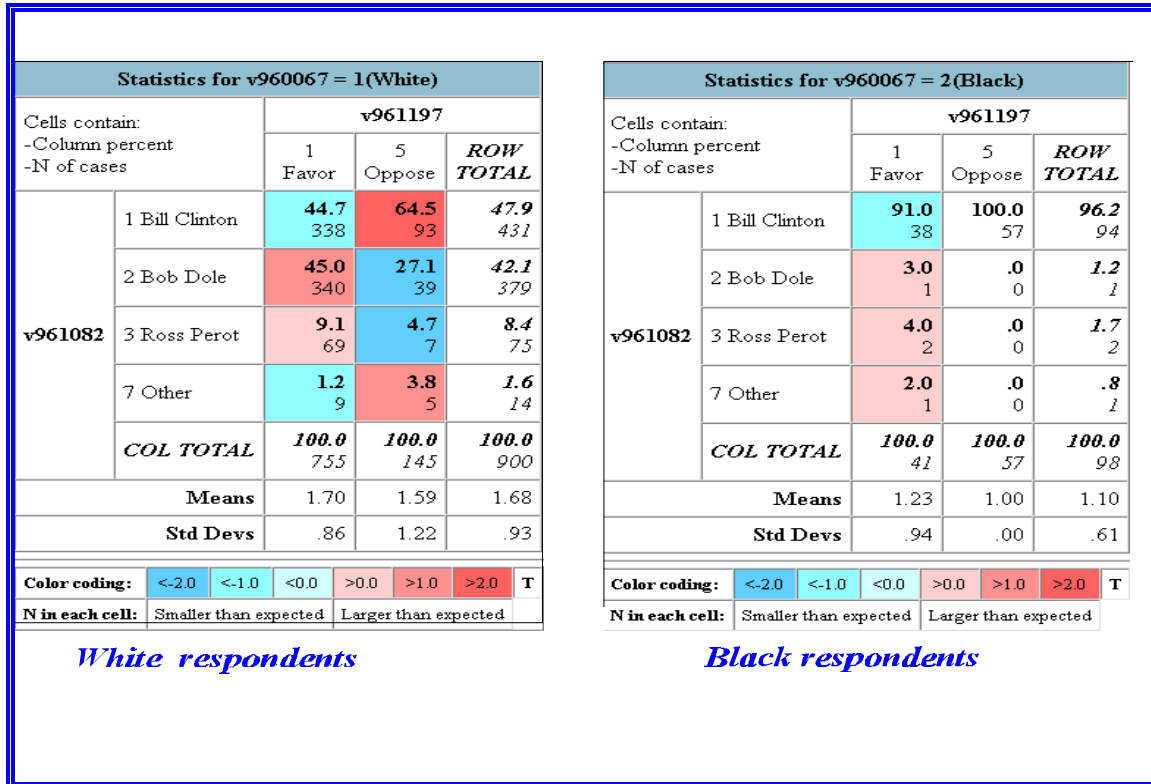 Statistics for v960067 = 1(White)
Cells contain:
-Column percent
-N of cases
v961197
1
Favor
5
Oppose
ROW
TOTAL
v961082
1 Bill Clinton
44.7
338
64.5
93
47.9
431
2 Bob Dole
45.0
340
27.1
39
42.1
379
3 Ross Perot
9.1
69
4.7
7
8.4
75
7 Other
1.2
9
3.8
5
1.6
14
COL TOTAL
100.0
755
100.0
145
100.0
900
Means 1.70 1.59 1.68
Std Devs .86 1.22 .93
Color coding: <-2.0 <-1.0 <0.0 >0.0 >1.0 >2.0 T
N in each cell: Smaller than expected Larger than expected
White respondents
Statistics for v960067 = 2(Black)
Cells contain:
-Column percent
-N of cases
v961197
1
Favor
5
Oppose
ROW
TOTAL
v961082
1 Bill Clinton
91.0
38
100.0
57
96.2
94
2 Bob Dole
3.0
1
.0
0
1.2
1
3 Ross Perot
4.0
2
.0
0
1.7
2
7 Other
2.0
1
.0
0
.8
1
COL TOTAL
100.0
41
100.0
57
100.0
98
Means 1.23 1.00 1.10
Std Devs .94 .00 .61
Color coding: <-2.0 <-1.0 <0.0 >0.0 >1.0 >2.0 T
N in each cell: Smaller than expected Larger than expected
Black respondents